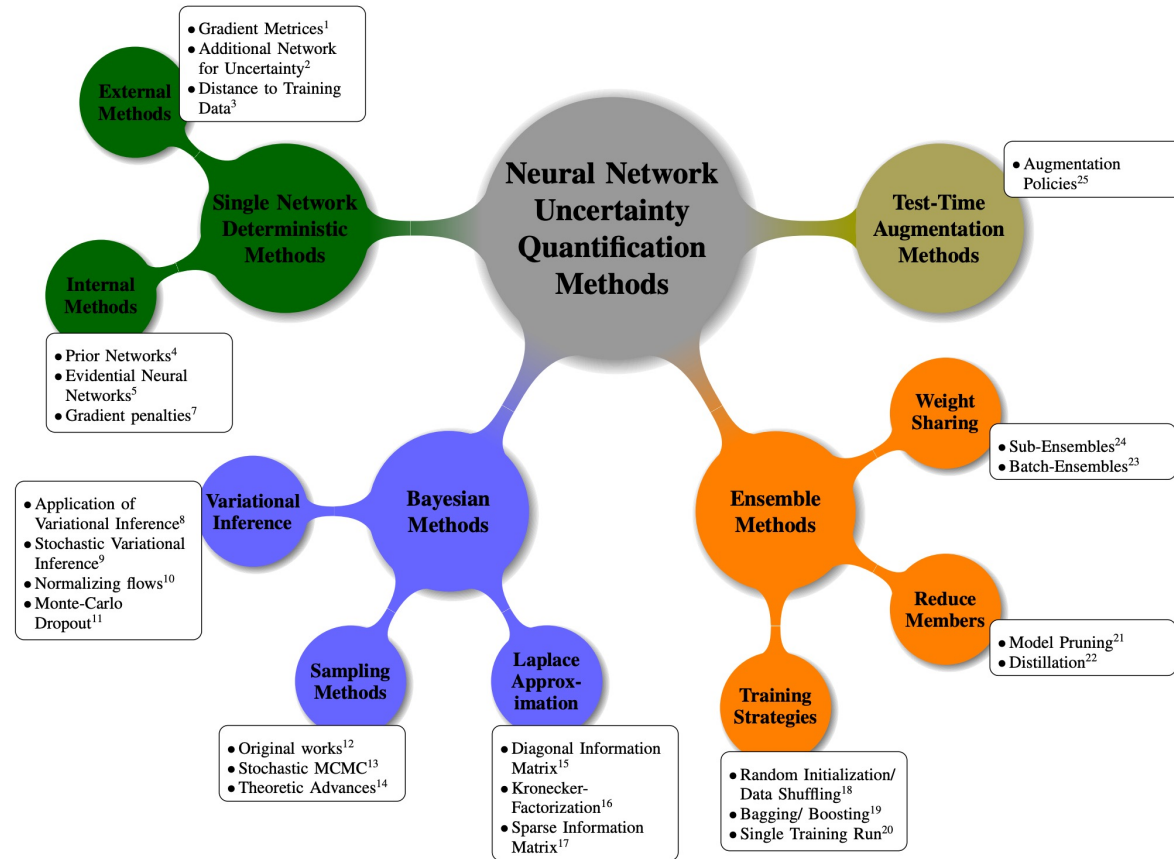 Neural Network
Uncertainty
Quantification
Methods
Single Network
Deterministic
Methods
External
Methods
● Gradient Metrices¹
● Additional Network
for Uncertainty²
● Distance to Training
Data³
Internal
Methods
● Prior Networks⁴
● Evidential Neural
Networks⁵
● Gradient penalties⁷
Bayesian
Methods
Variational
Inference
● Application of
Variational Inference⁸
● Stochastic Variational
Inference⁹
● Normalizing flows¹⁰
● Monte-Carlo
Dropout¹¹
Sampling
Methods
● Original works¹²
● Stochastic MCMC¹³
● Theoretic Advances¹⁴
Laplace
Approx-
imation
● Diagonal Information
Matrix¹⁵
● Kronecker-
Factorization¹⁶
● Sparse Information
Matrix¹⁷
Ensemble
Methods
Training
Strategies
● Random Initialization/
Data Shuffling¹⁸
● Bagging/ Boosting¹⁹
● Single Training Run²⁰
Reduce
Members
● Model Pruning²¹
● Distillation²²
Weight
Sharing
● Sub-Ensembles²⁴
● Batch-Ensembles²³
Test-Time
Augmentation
Methods
● Augmentation
Policies²⁵